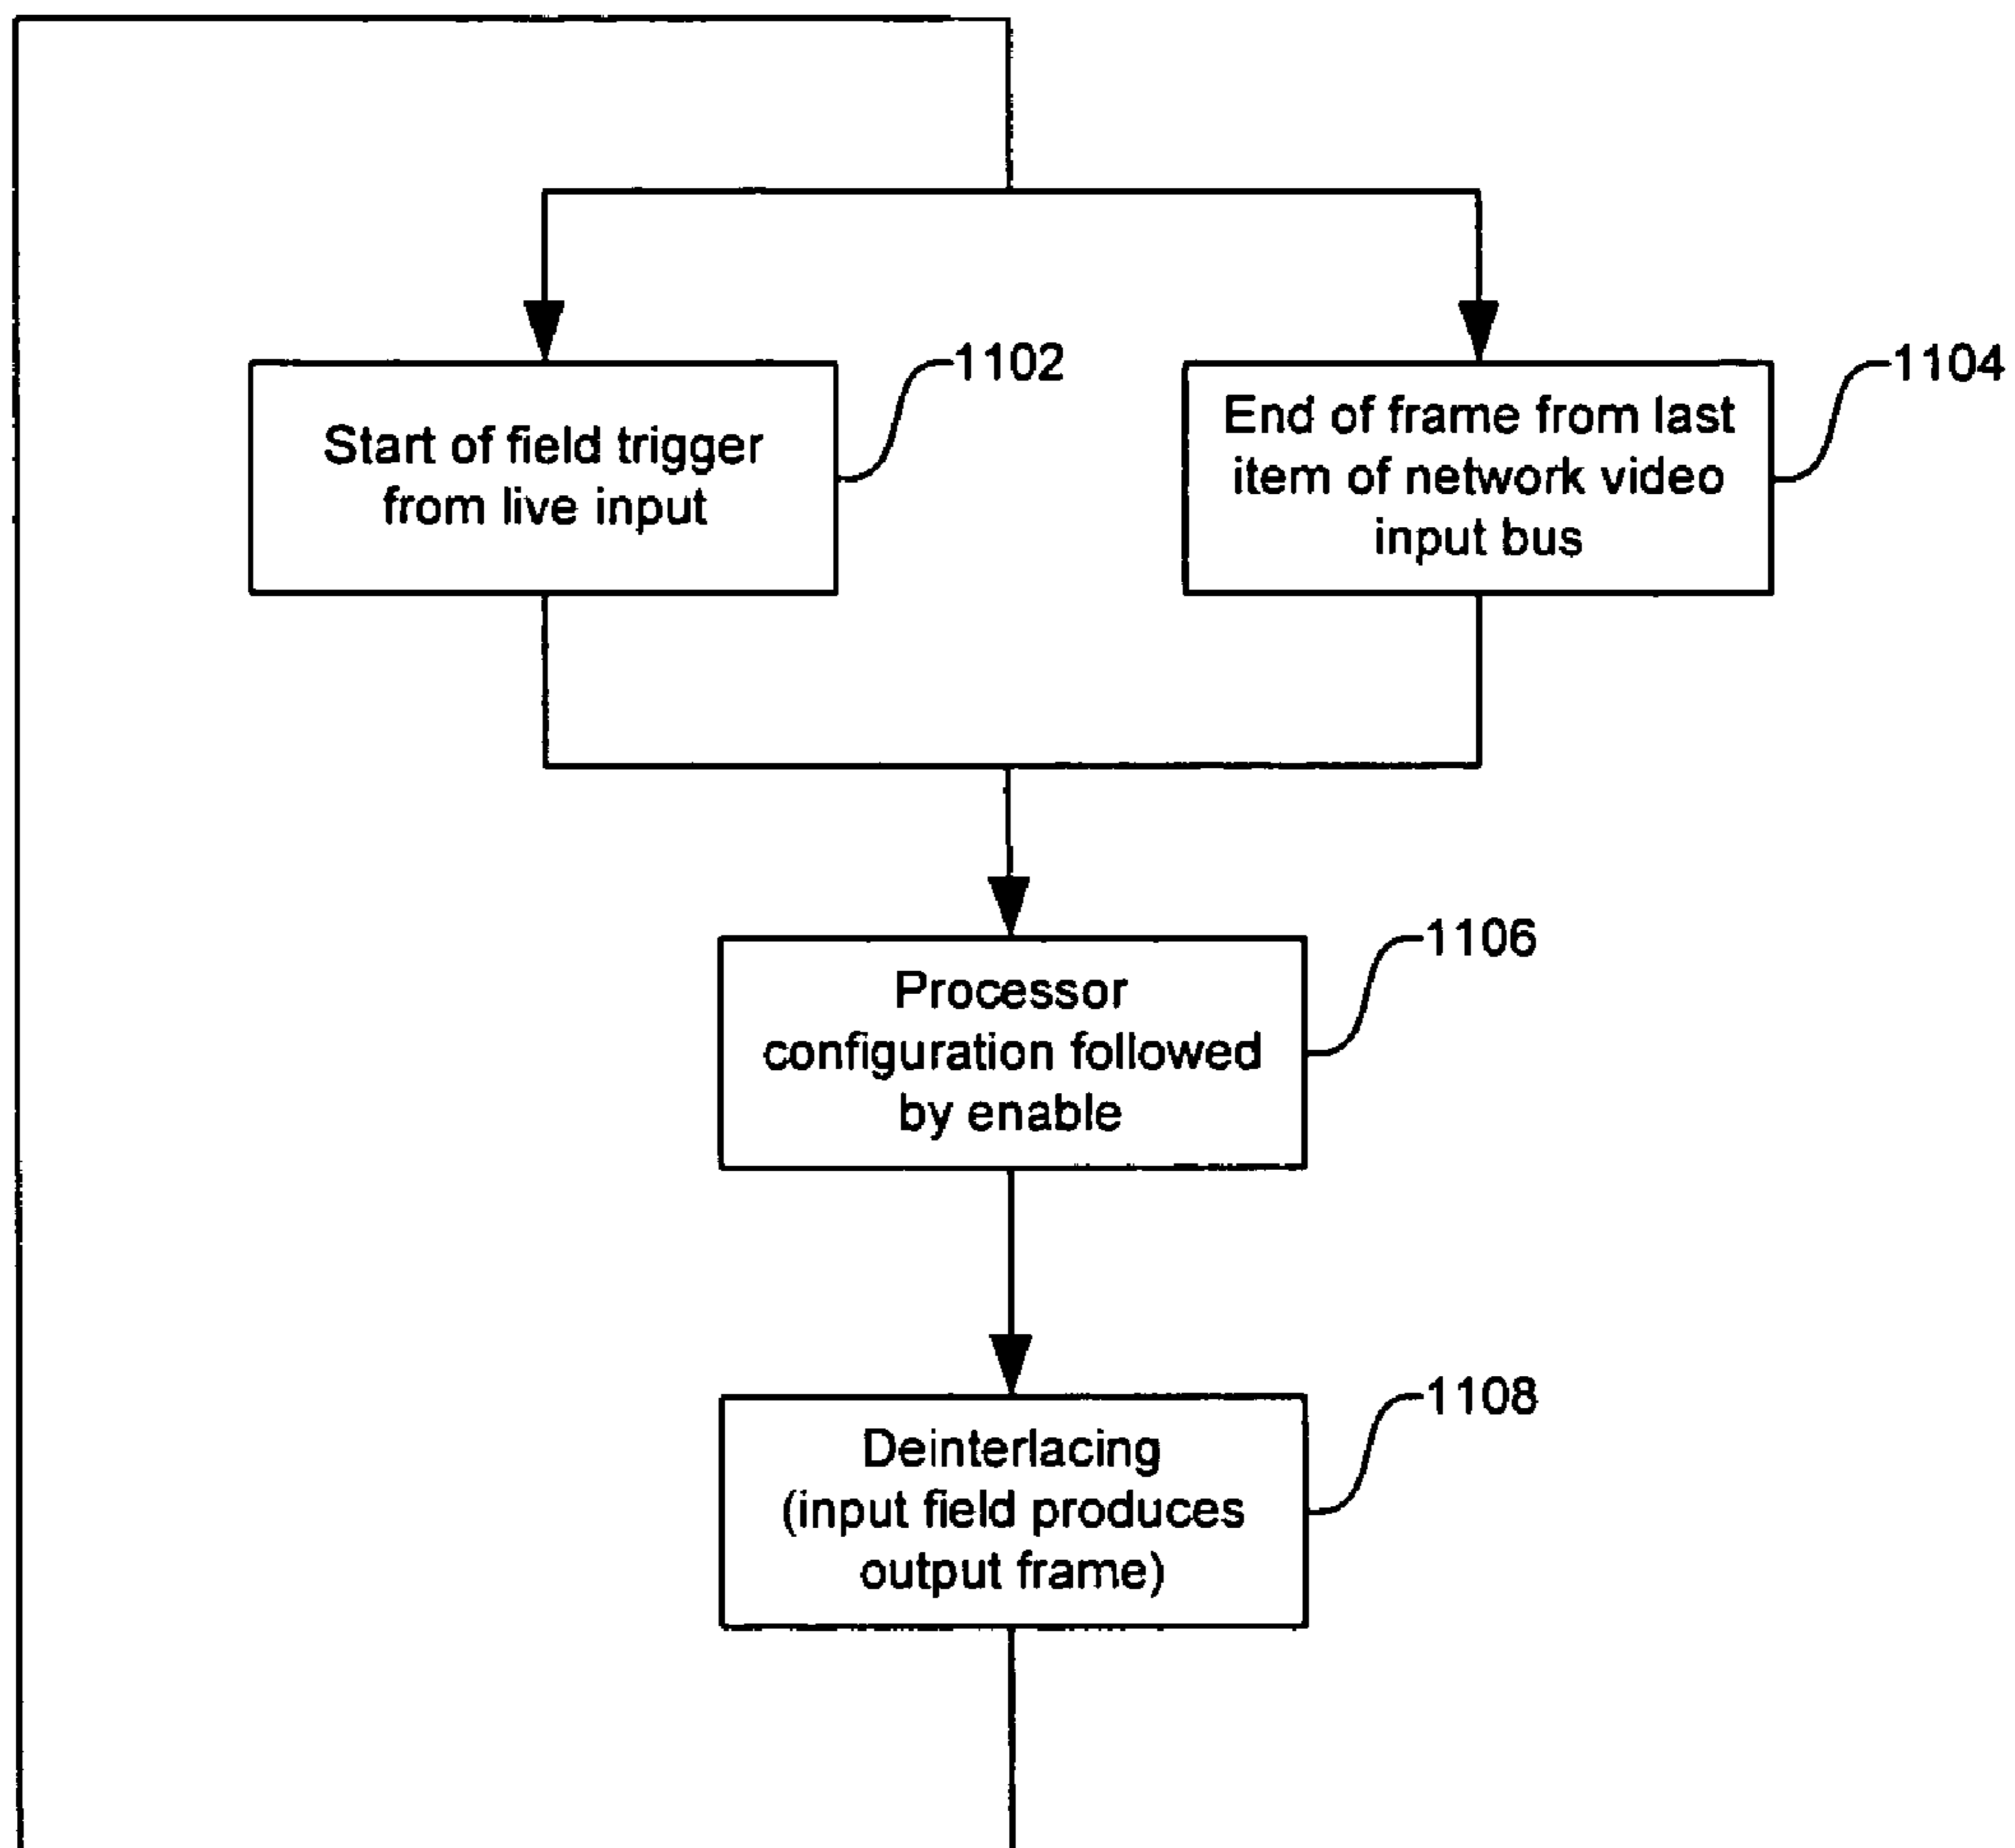 Start of field trigger
from live input
1102
End of frame from last
item of network video
input bus
1104
Processor
configuration followed
by enable
1106
Deinterlacing
(input field produces
output frame)
1108